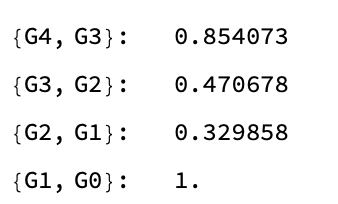 {G4, G3}: 0.854073
{G3, G2}: 0.470678
{G2, G1}: 0.329858
{G1, G0}: 1.